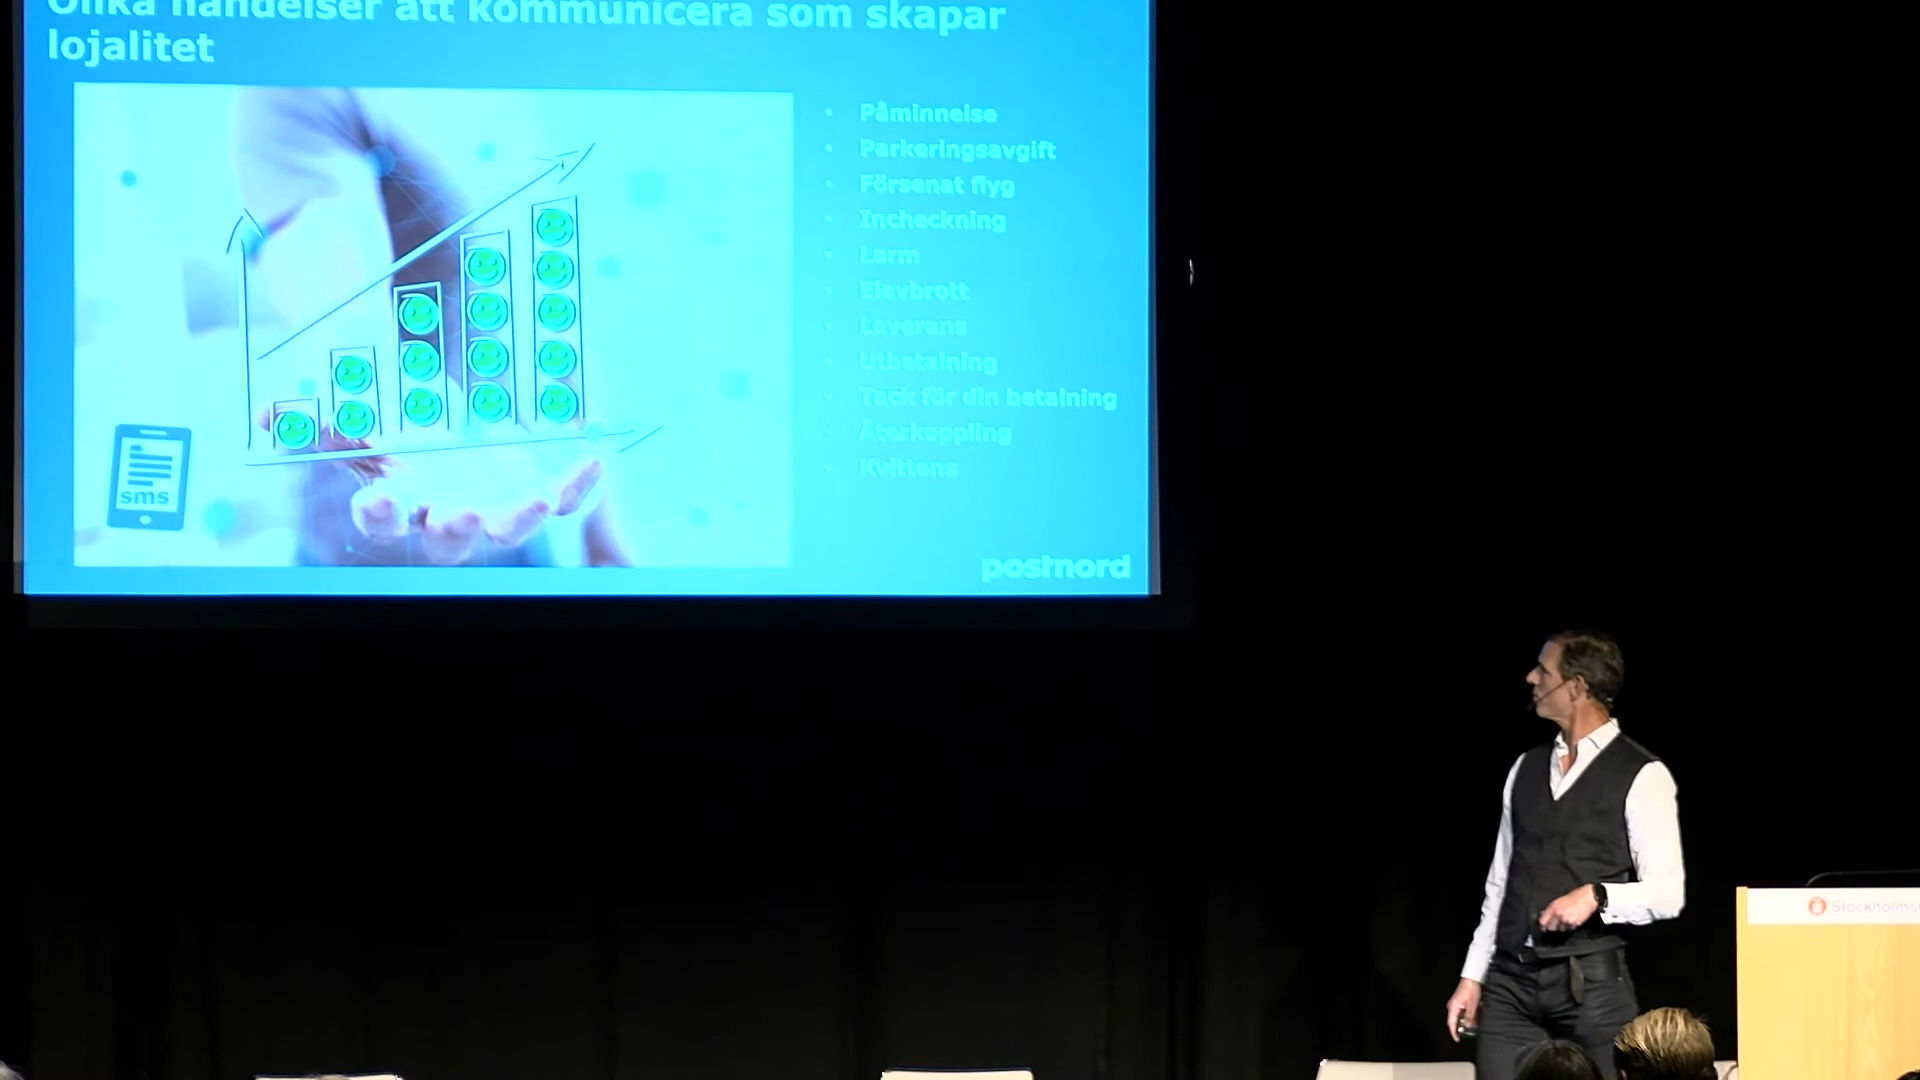 Olika händelser att kommunicera som skapar
lojalitet
Påminnelse
Parkeringsavgift
Försenat flyg
Incheckning
Larm
Elavbrott
Leverans
Utbetalning
Tack för din betalning
Återkoppling
Kvittens
sms
postnord